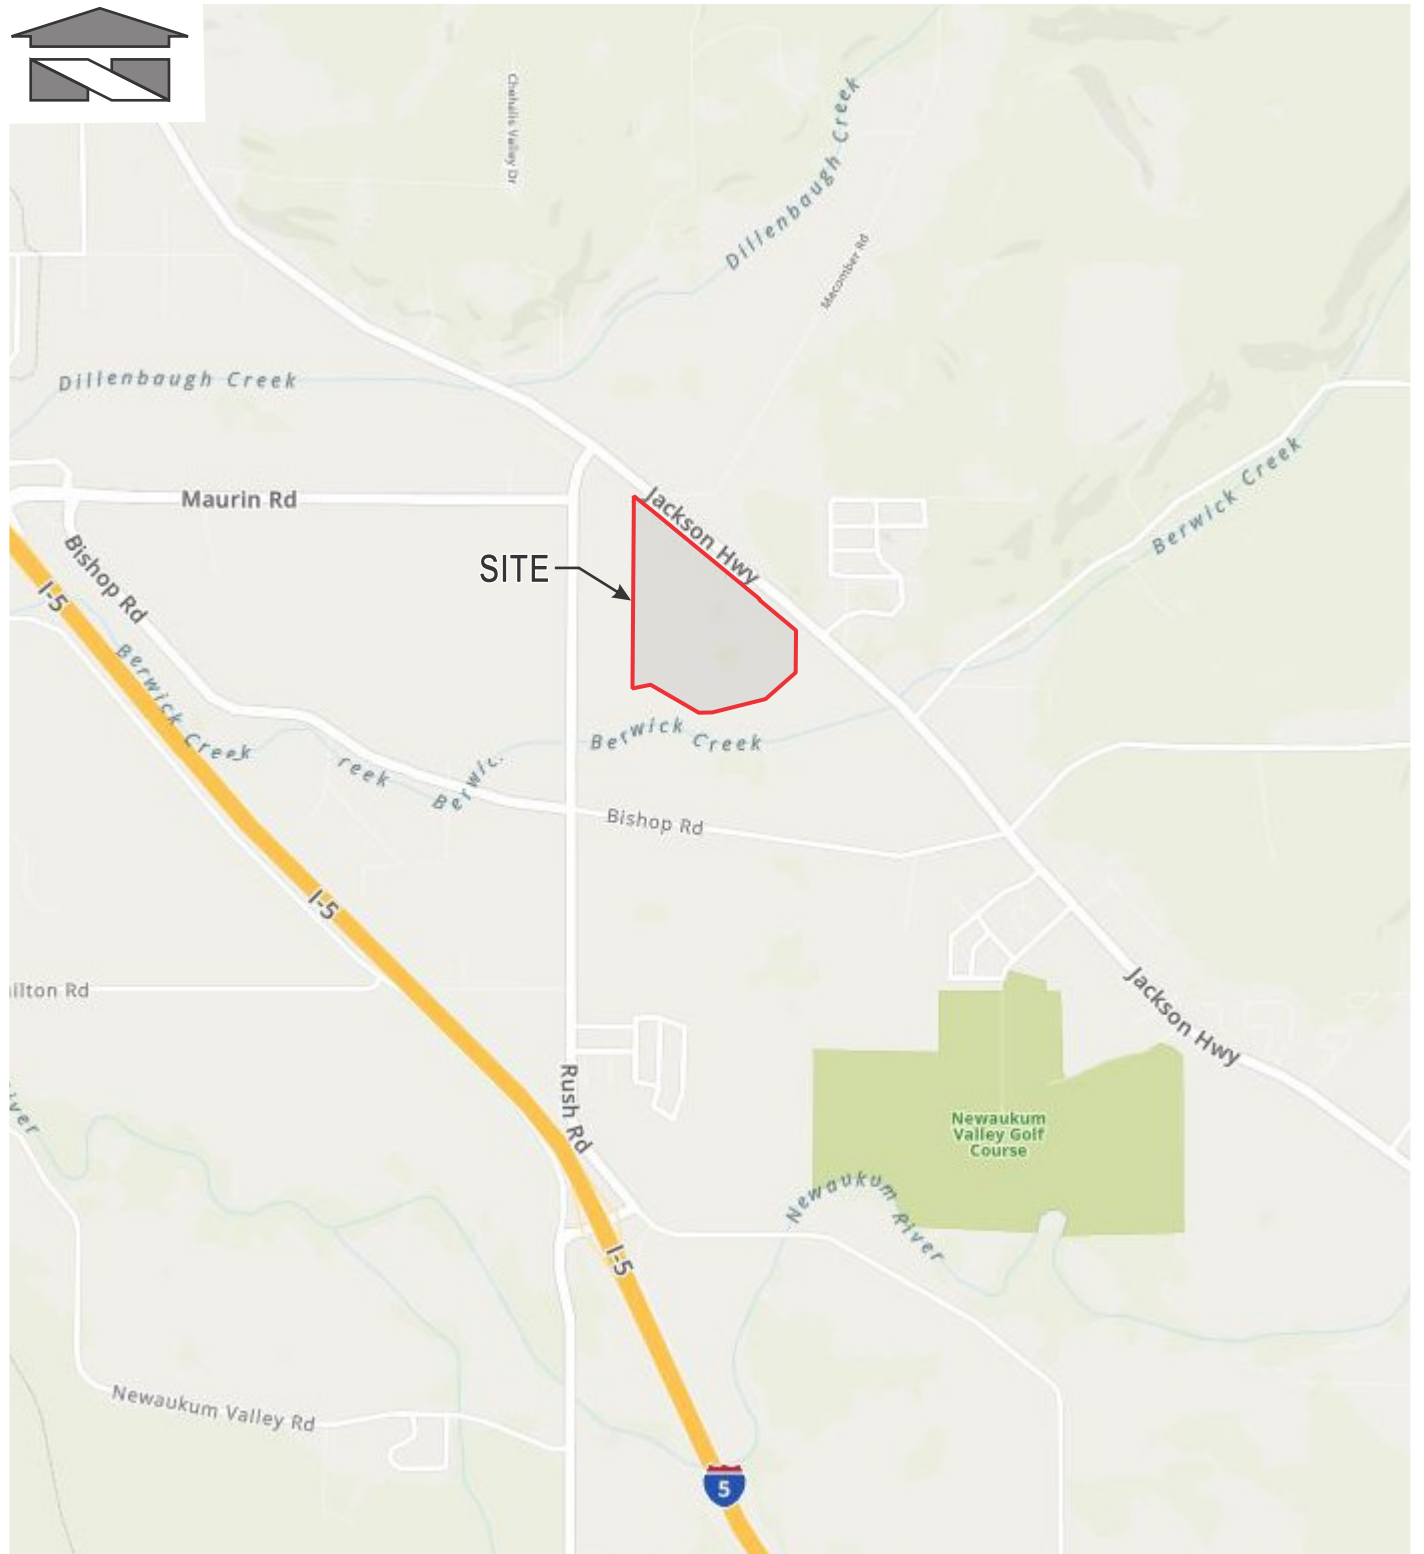 Chehalis Valley Dr
Dillenbaugh Creek
Macomber Rd
Dillenbaugh Creek
Berwick Creek
Maurin Rd
Jackson Hwy
Bishop Rd
SITE
I-5
Berwick Creek
Berwick Creek
reek
Berwic
Bishop Rd
I-5
ilton Rd
Jackson Hwy
Rush Rd
iver
Newaukum
Valley Golf
Course
Newaukum River
I-5
Newaukum Valley Rd
5